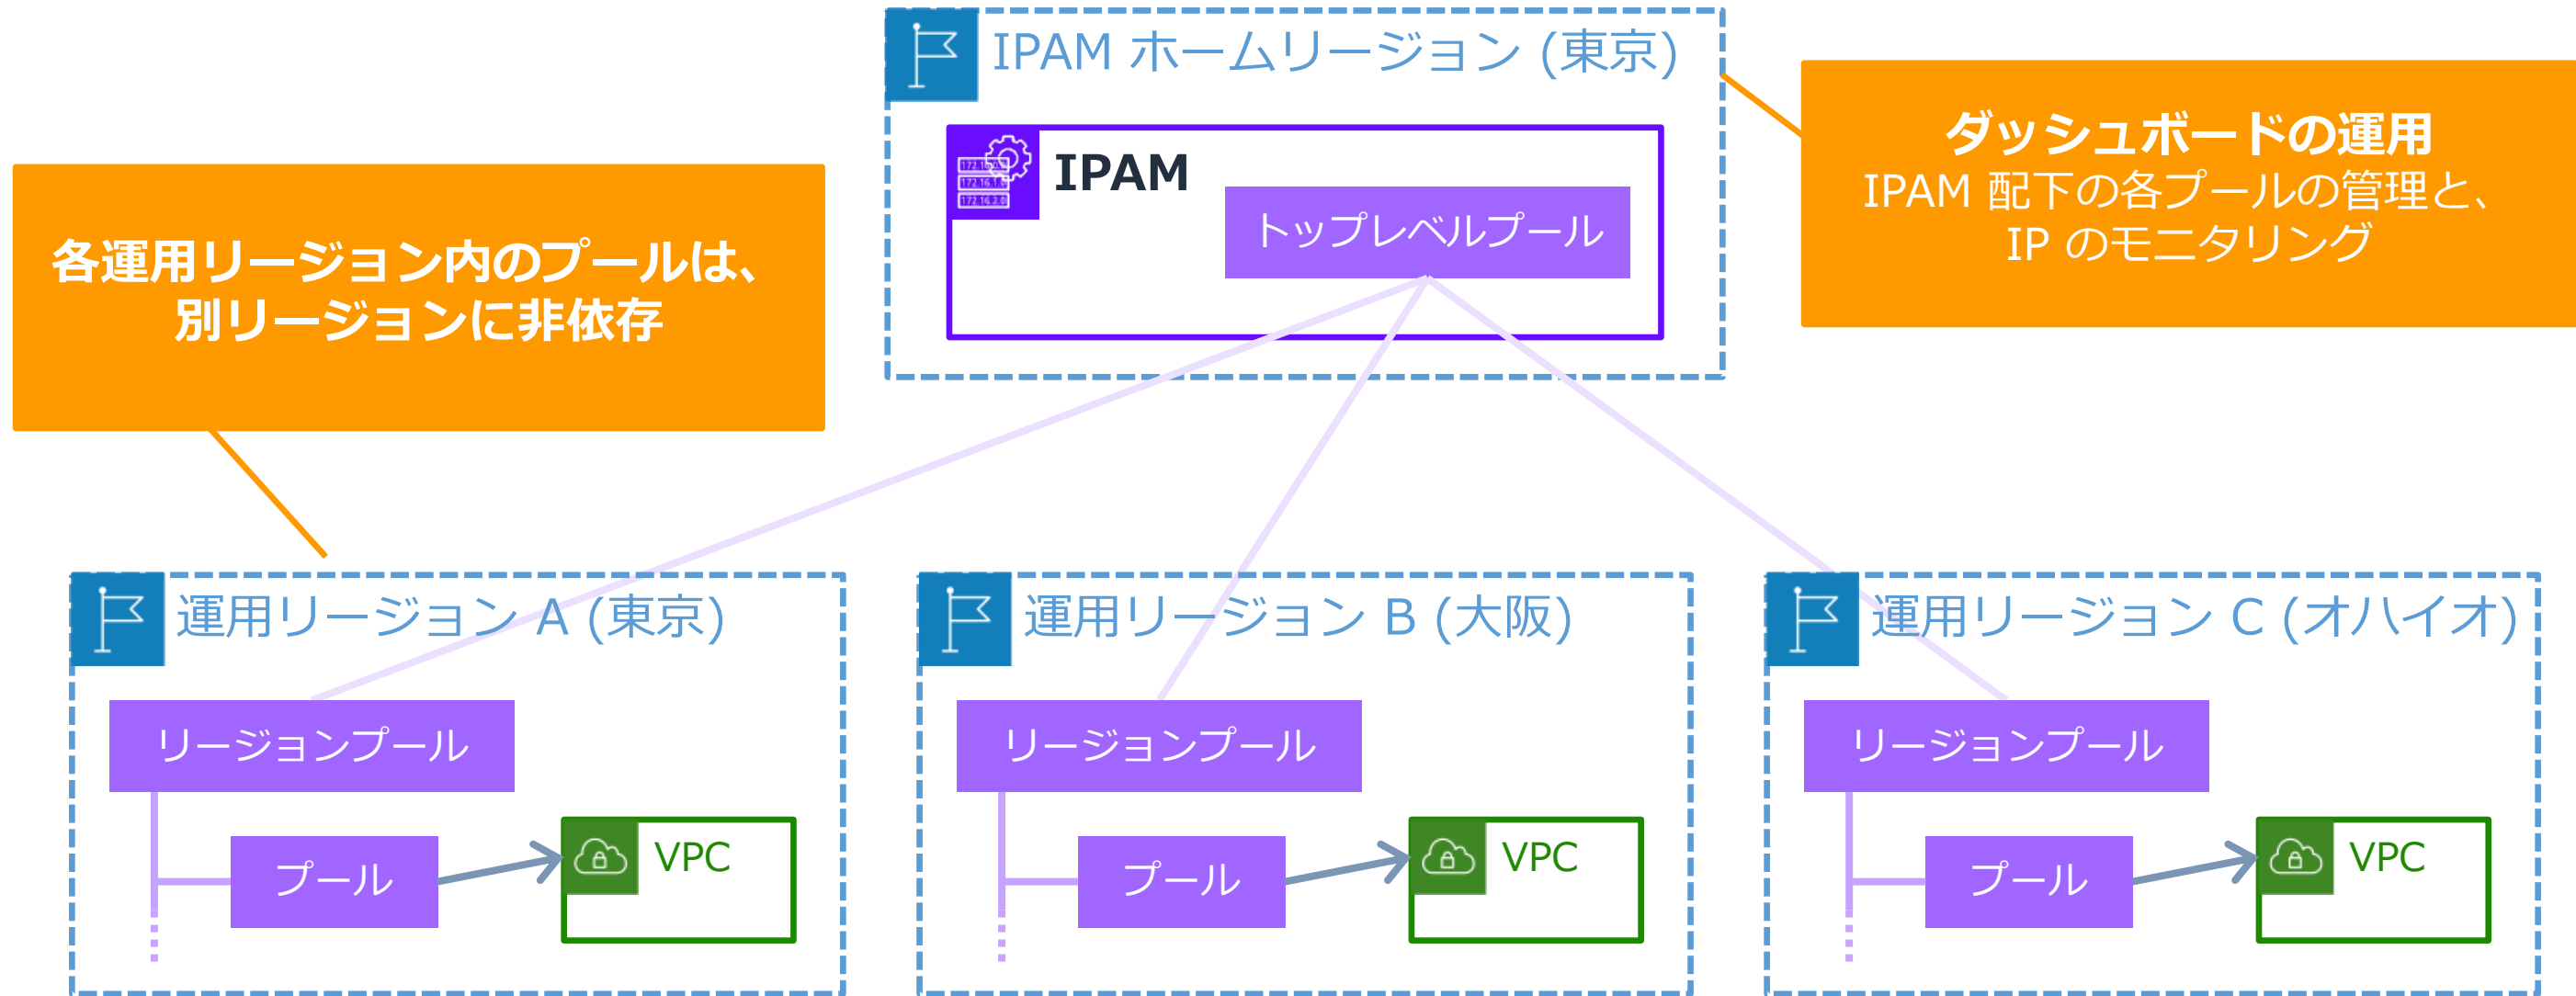 IPAM ホームリージョン (東京)
IPAM
172.16.1.0
172.16.2.0
トップレベルプール
ダッシュボードの運用
IPAM 配下の各プールの管理と、
IP のモニタリング
各運用リージョン内のプールは、
別リージョンに非依存
運用リージョン A (東京)
リージョンプール
プール
VPC
運用リージョン B (大阪)
リージョンプール
プール
VPC
運用リージョン C (オハイオ)
リージョンプール
プール
VPC